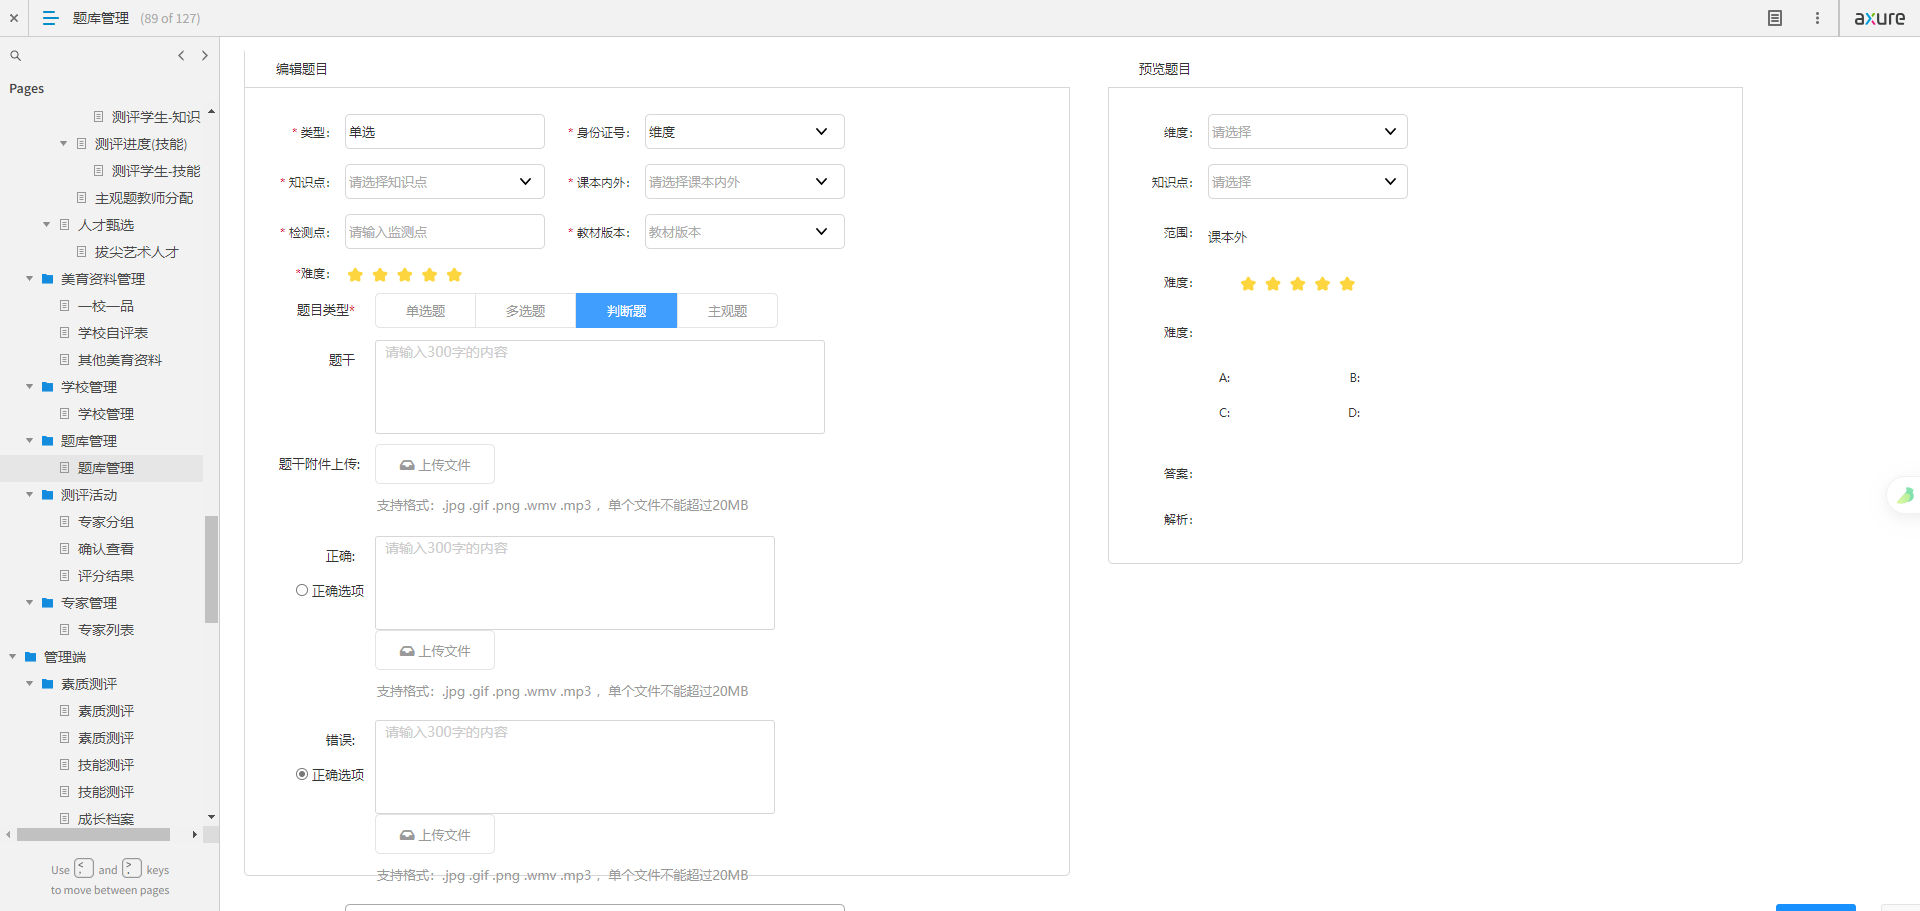 题库管理 (89 of 127)
axure
Pages
测评学生-知识
测评进度(技能)
测评学生-技能
主观题教师分配
人才甄选
拔尖艺术人才
美育资料管理
一校一品
学校自评表
其他美育资料
学校管理
学校管理
题库管理
题库管理
测评活动
专家分组
确认查看
评分结果
专家管理
专家列表
管理端
素质测评
素质测评
素质测评
技能测评
技能测评
成长档案
Use < , and > . keys
to move between pages
编辑题目
* 类型: 单选 * 身份证号: 维度
* 知识点: 请选择知识点 * 课本内外: 请选择课本内外
* 检测点: 请输入监测点 * 教材版本: 教材版本
*难度:
题目类型* 单选题 多选题 判断题 主观题
题干 请输入300字的内容
题干附件上传: 上传文件
支持格式: .jpg .gif .png .wmv .mp3 ，单个文件不能超过20MB
正确: 请输入300字的内容
正确选项
上传文件
支持格式: .jpg .gif .png .wmv .mp3 ，单个文件不能超过20MB
错误: 请输入300字的内容
正确选项
上传文件
支持格式: .jpg .gif .png .wmv .mp3 ，单个文件不能超过20MB
预览题目
维度: 请选择
知识点: 请选择
范围: 课本外
难度:
难度:
A: B:
C: D:
答案:
解析: